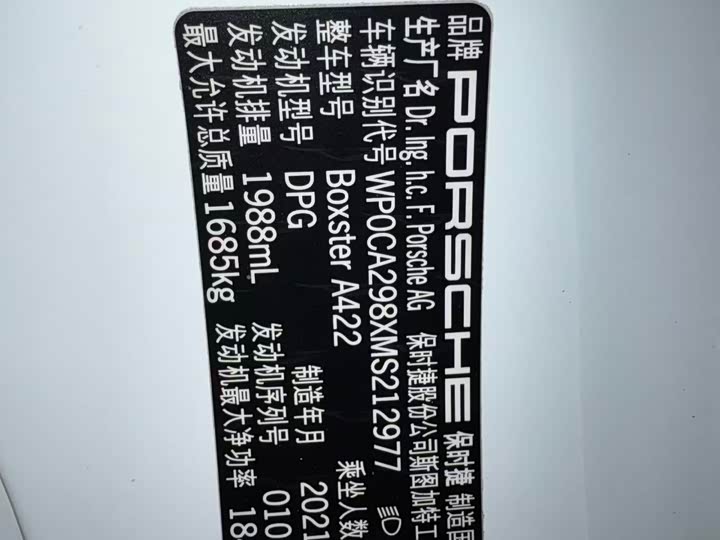 品牌 PORSCHE 保时捷 制造国
生产厂名 Dr. Ing. h.c. F. Porsche AG 保时捷股份公司斯图加特工
车辆识别代号 WP0CA298XMS212977
整车型号 Boxster A422 乘坐人数
发动机型号 DPG 制造年月 2021
发动机排量 1988mL 发动机序列号 010
最大允许总质量 1685kg 发动机最大净功率 18